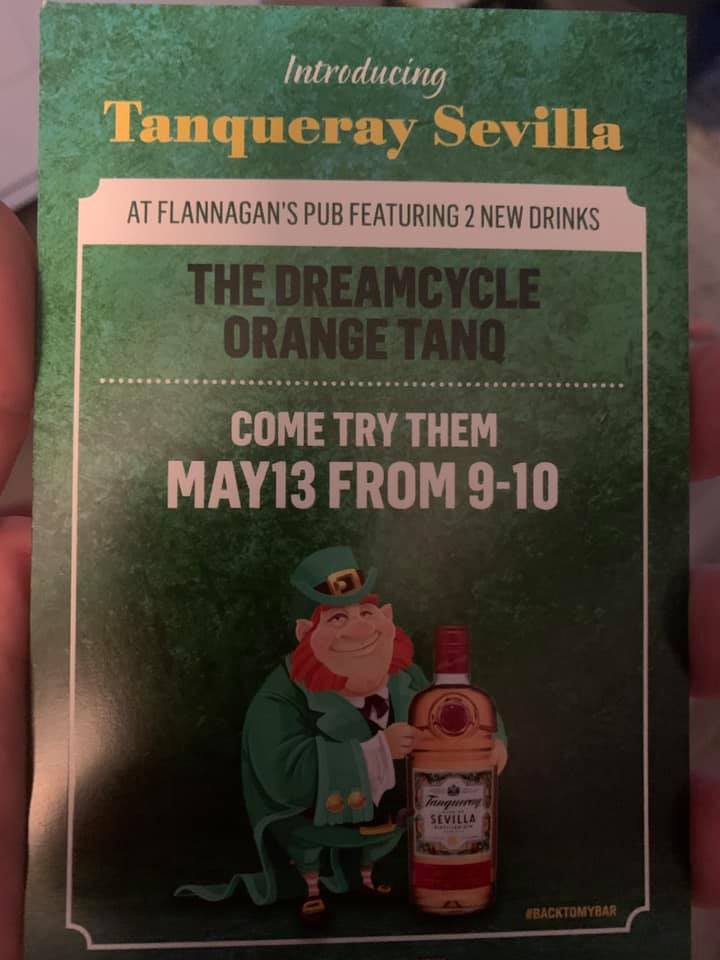 Introducing
Tanqueray Sevilla
AT FLANNAGAN'S PUB FEATURING 2 NEW DRINKS
THE DREAMCYCLE
ORANGE TANQ
COME TRY THEM
MAY13 FROM 9-10
Tanqueray
SEVILLA
#BACKTOMYBAR